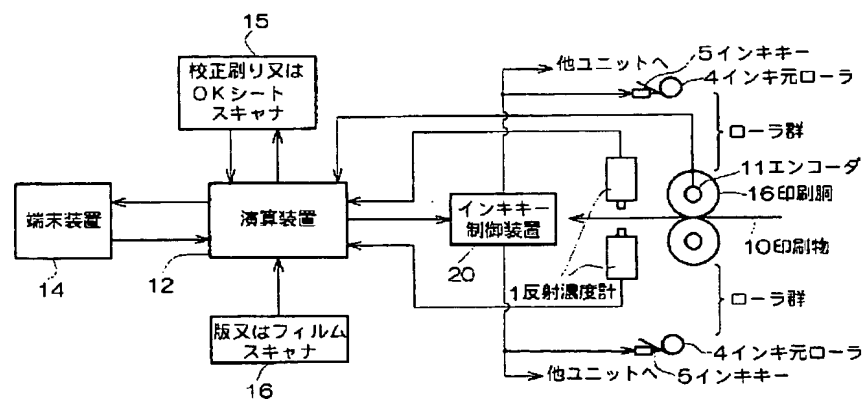 15
校正刷り又は
OKシート
スキャナ
他ユニットへ
5インキキー
4インキ元ローラ
ローラ群
11エンコーダ
16印刷胴
端末装置
14
演算装置
12
インキキー
制御装置
20
1反射濃度計
10印刷物
ローラ群
版又はフィルム
スキャナ
16
4インキ元ローラ
5インキキー
他ユニットへ